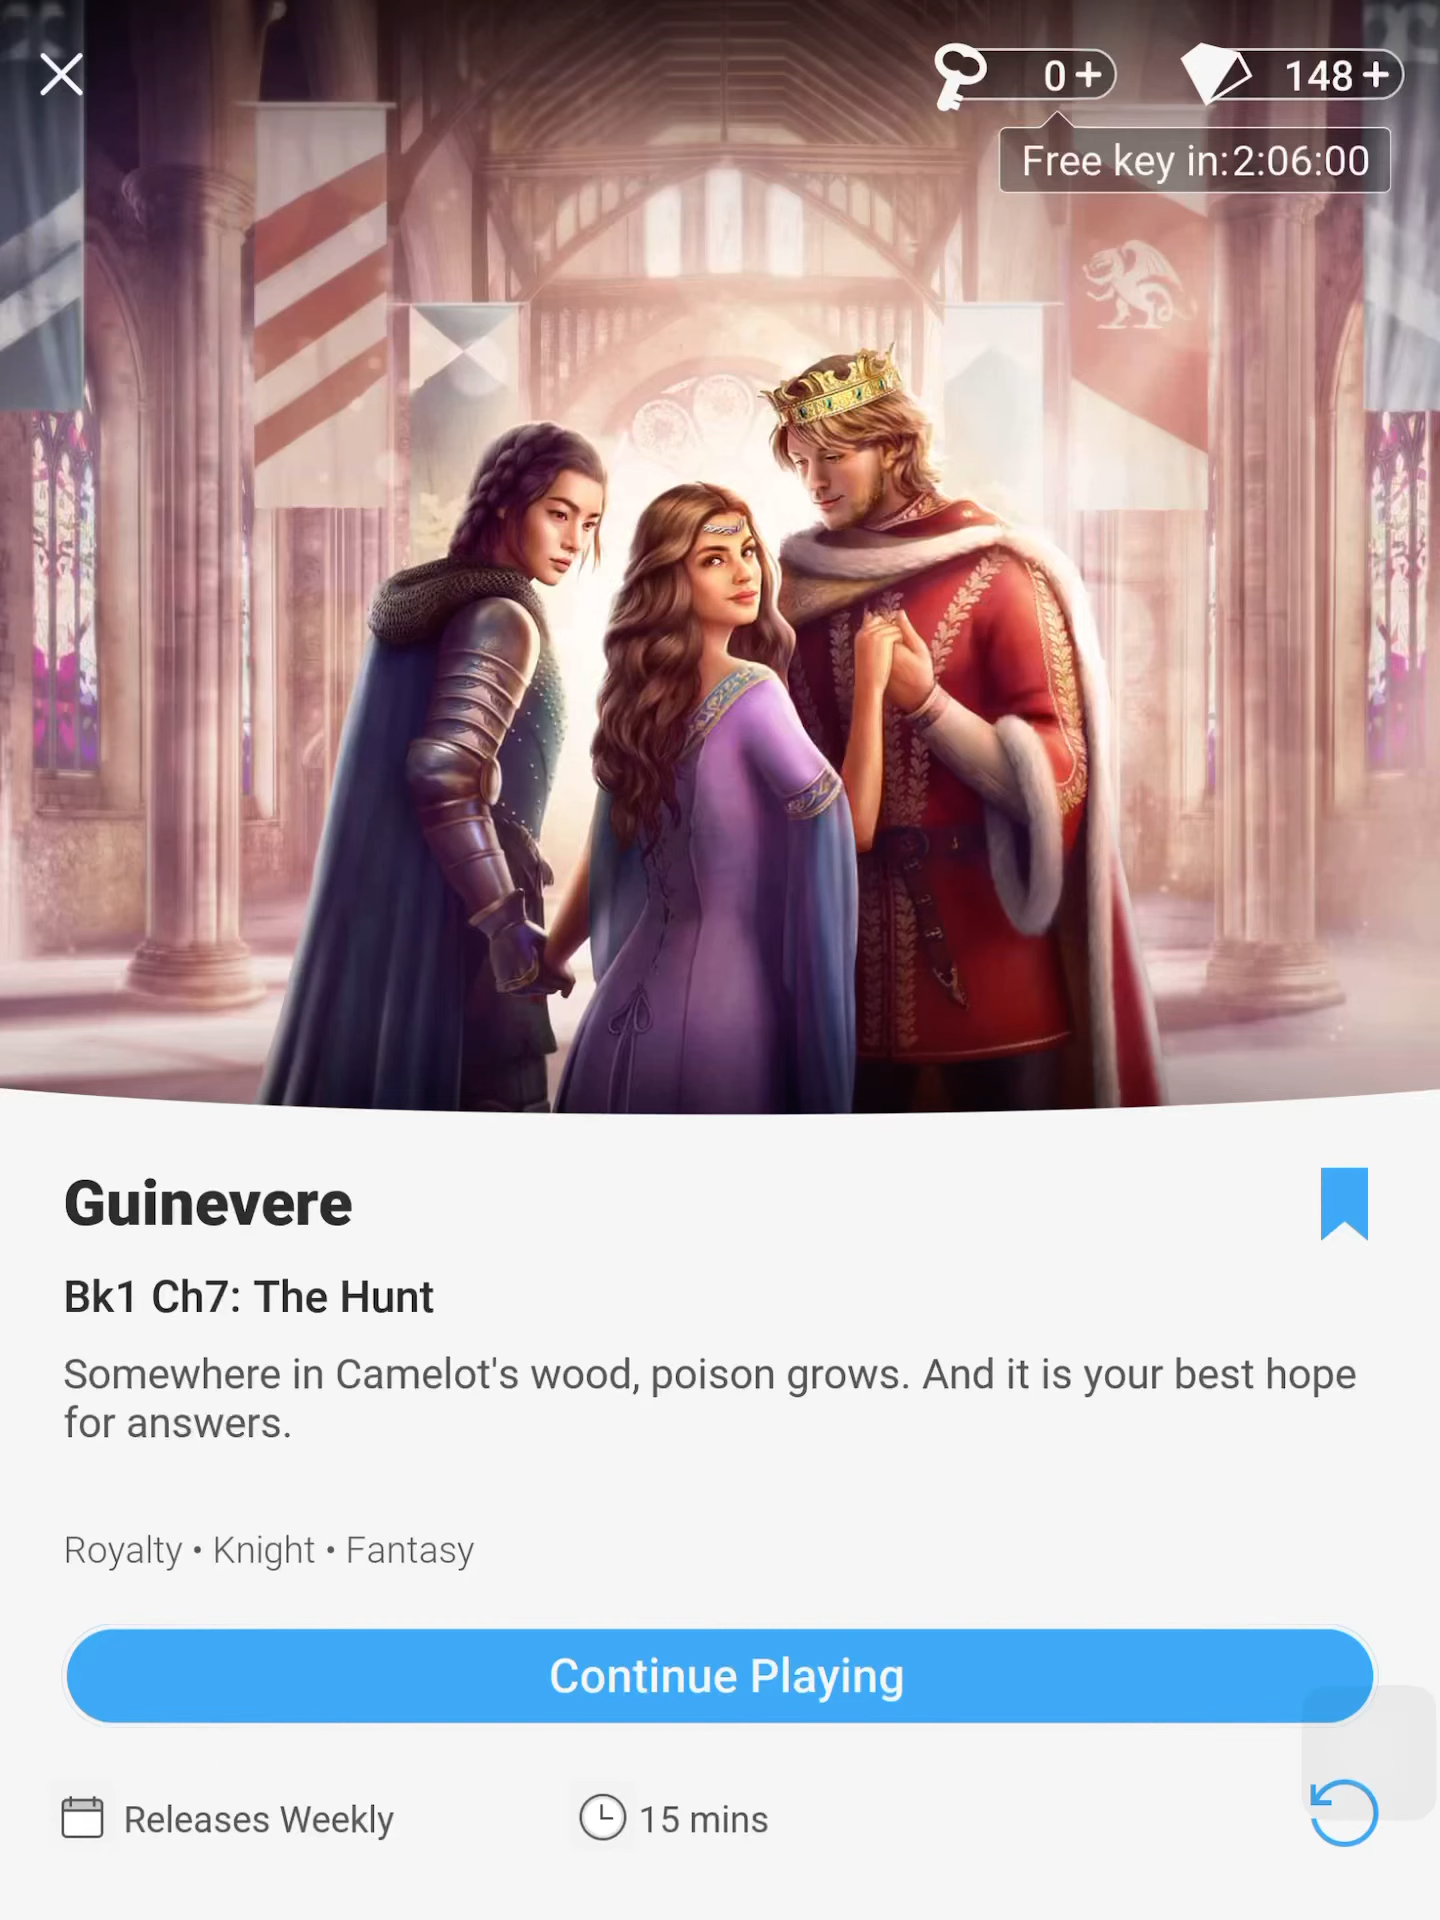 0+
148+
Free key in:2:06:00
Guinevere
Bk1 Ch7: The Hunt
Somewhere in Camelot's wood, poison grows. And it is your best hope
for answers.
Royalty • Knight • Fantasy
Continue Playing
Releases Weekly
15 mins